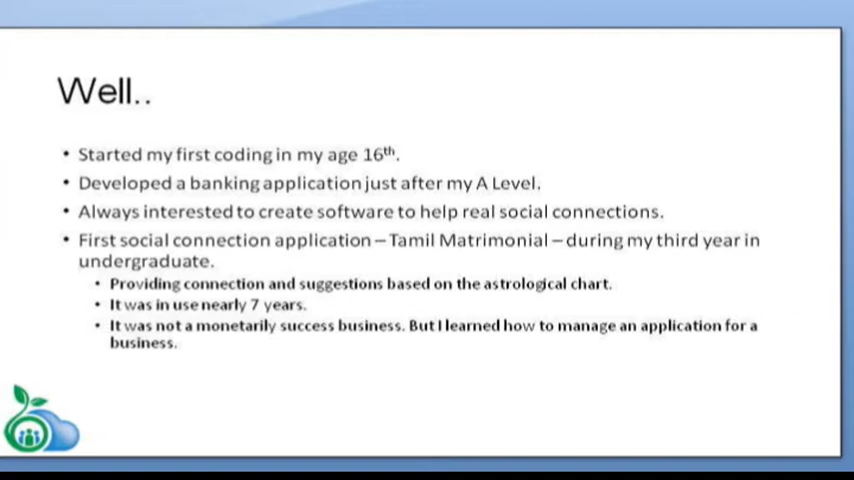 Well..
• Started my first coding in my age 16th.
• Developed a banking application just after my A Level.
• Always interested to create software to help real social connections.
• First social connection application – Tamil Matrimonial – during my third year in
undergraduate.
• Providing connection and suggestions based on the astrological chart.
• It was in use nearly 7 years.
• It was not a monetarily success business. But I learned how to manage an application for a
business.